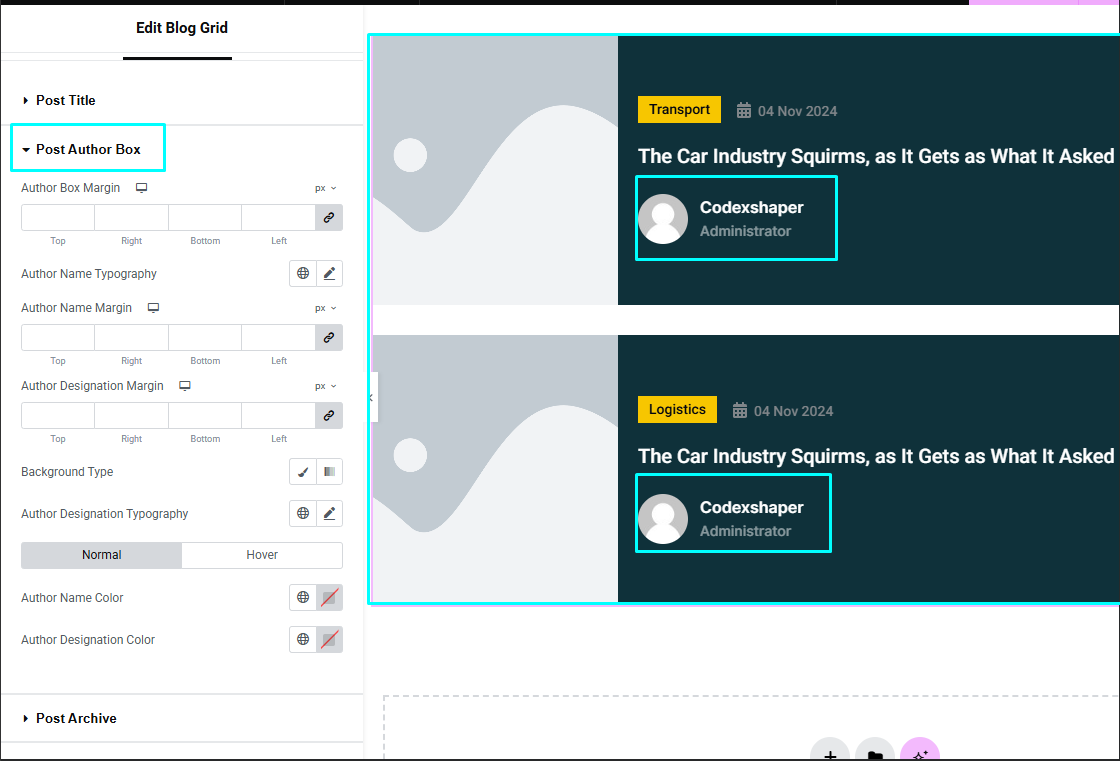 Edit Blog Grid
Post Title
Post Author Box
Author Box Margin px
Top Right Bottom Left
Author Name Typography
Author Name Margin px
Top Right Bottom Left
Author Designation Margin px
Top Right Bottom Left
Background Type
Author Designation Typography
Normal Hover
Author Name Color
Author Designation Color
Post Archive
Transport 04 Nov 2024
The Car Industry Squirms, as It Gets as What It Asked
Codexshaper
Administrator
Logistics 04 Nov 2024
The Car Industry Squirms, as It Gets as What It Asked
Codexshaper
Administrator